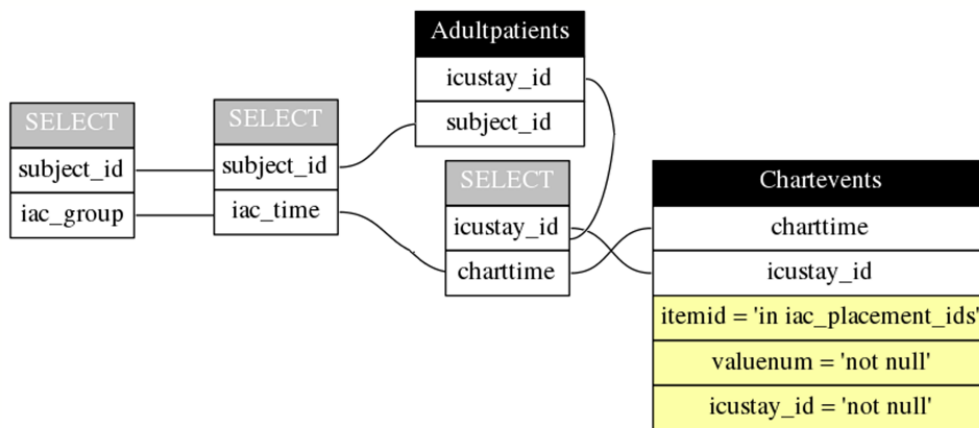 SELECT
subject_id
iac_group
SELECT
subject_id
iac_time
Adultpatients
icustay_id
subject_id
SELECT
icustay_id
charttime
Chartevents
charttime
icustay_id
itemid = 'in iac_placement_ids'
valuenum = 'not null'
icustay_id = 'not null'